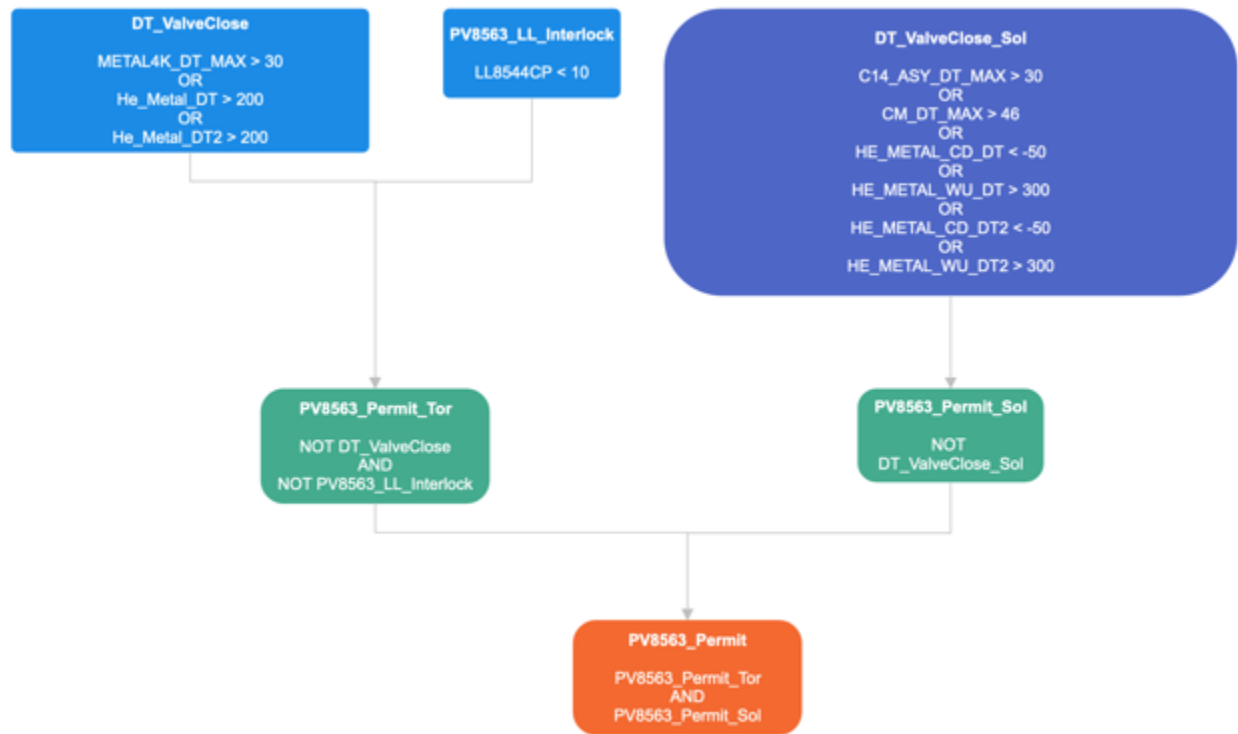 DT_ValveClose
METAL4K_DT_MAX > 30
OR
He_Metal_DT > 200
OR
He_Metal_DT2 > 200
PV8563_LL_Interlock
LL8544CP < 10
DT_ValveClose_Sol
C14_ASY_DT_MAX > 30
OR
CM_DT_MAX > 46
OR
HE_METAL_CD_DT < -50
OR
HE_METAL_WU_DT > 300
OR
HE_METAL_CD_DT2 < -50
OR
HE_METAL_WU_DT2 > 300
PV8563_Permit_Tor
NOT DT_ValveClose
AND
NOT PV8563_LL_Interlock
PV8563_Permit_Sol
NOT
DT_ValveClose_Sol
PV8563_Permit
PV8563_Permit_Tor
AND
PV8563_Permit_Sol